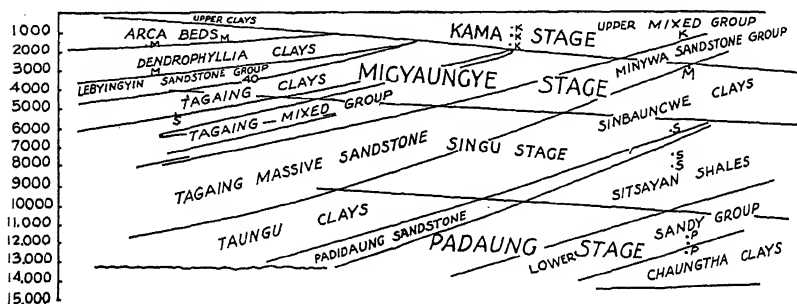 UPPER CLAYS
ARCA BEDS M
M
DENDROPHYLLIA CLAYS
M
LEBYINGYIN SANDSTONE GROUP
40
TAGAING CLAYS
S
TAGAING — MIXED GROUP
TAGAING MASSIVE SANDSTONE
TAUNGU CLAYS
PADIDAUNG SANDSTONE
KAMA STAGE
K
K
K
UPPER MIXED GROUP
K
MIGYAUNGYE STAGE
MINYWA SANDSTONE GROUP
M
SINBAUNGWE CLAYS
S
SINGU STAGE
S
S
SITSAYAN SHALES
PADAUNG STAGE
LOWER SANDY GROUP
P
P
CHAUNGTHA CLAYS
1000
2000
3000
4000
5000
6000
7000
8000
9000
10,000
11,000
12,000
13,000
14,000
15,000